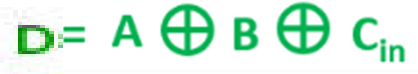 D:= A ⊕ B ⊕ Cin